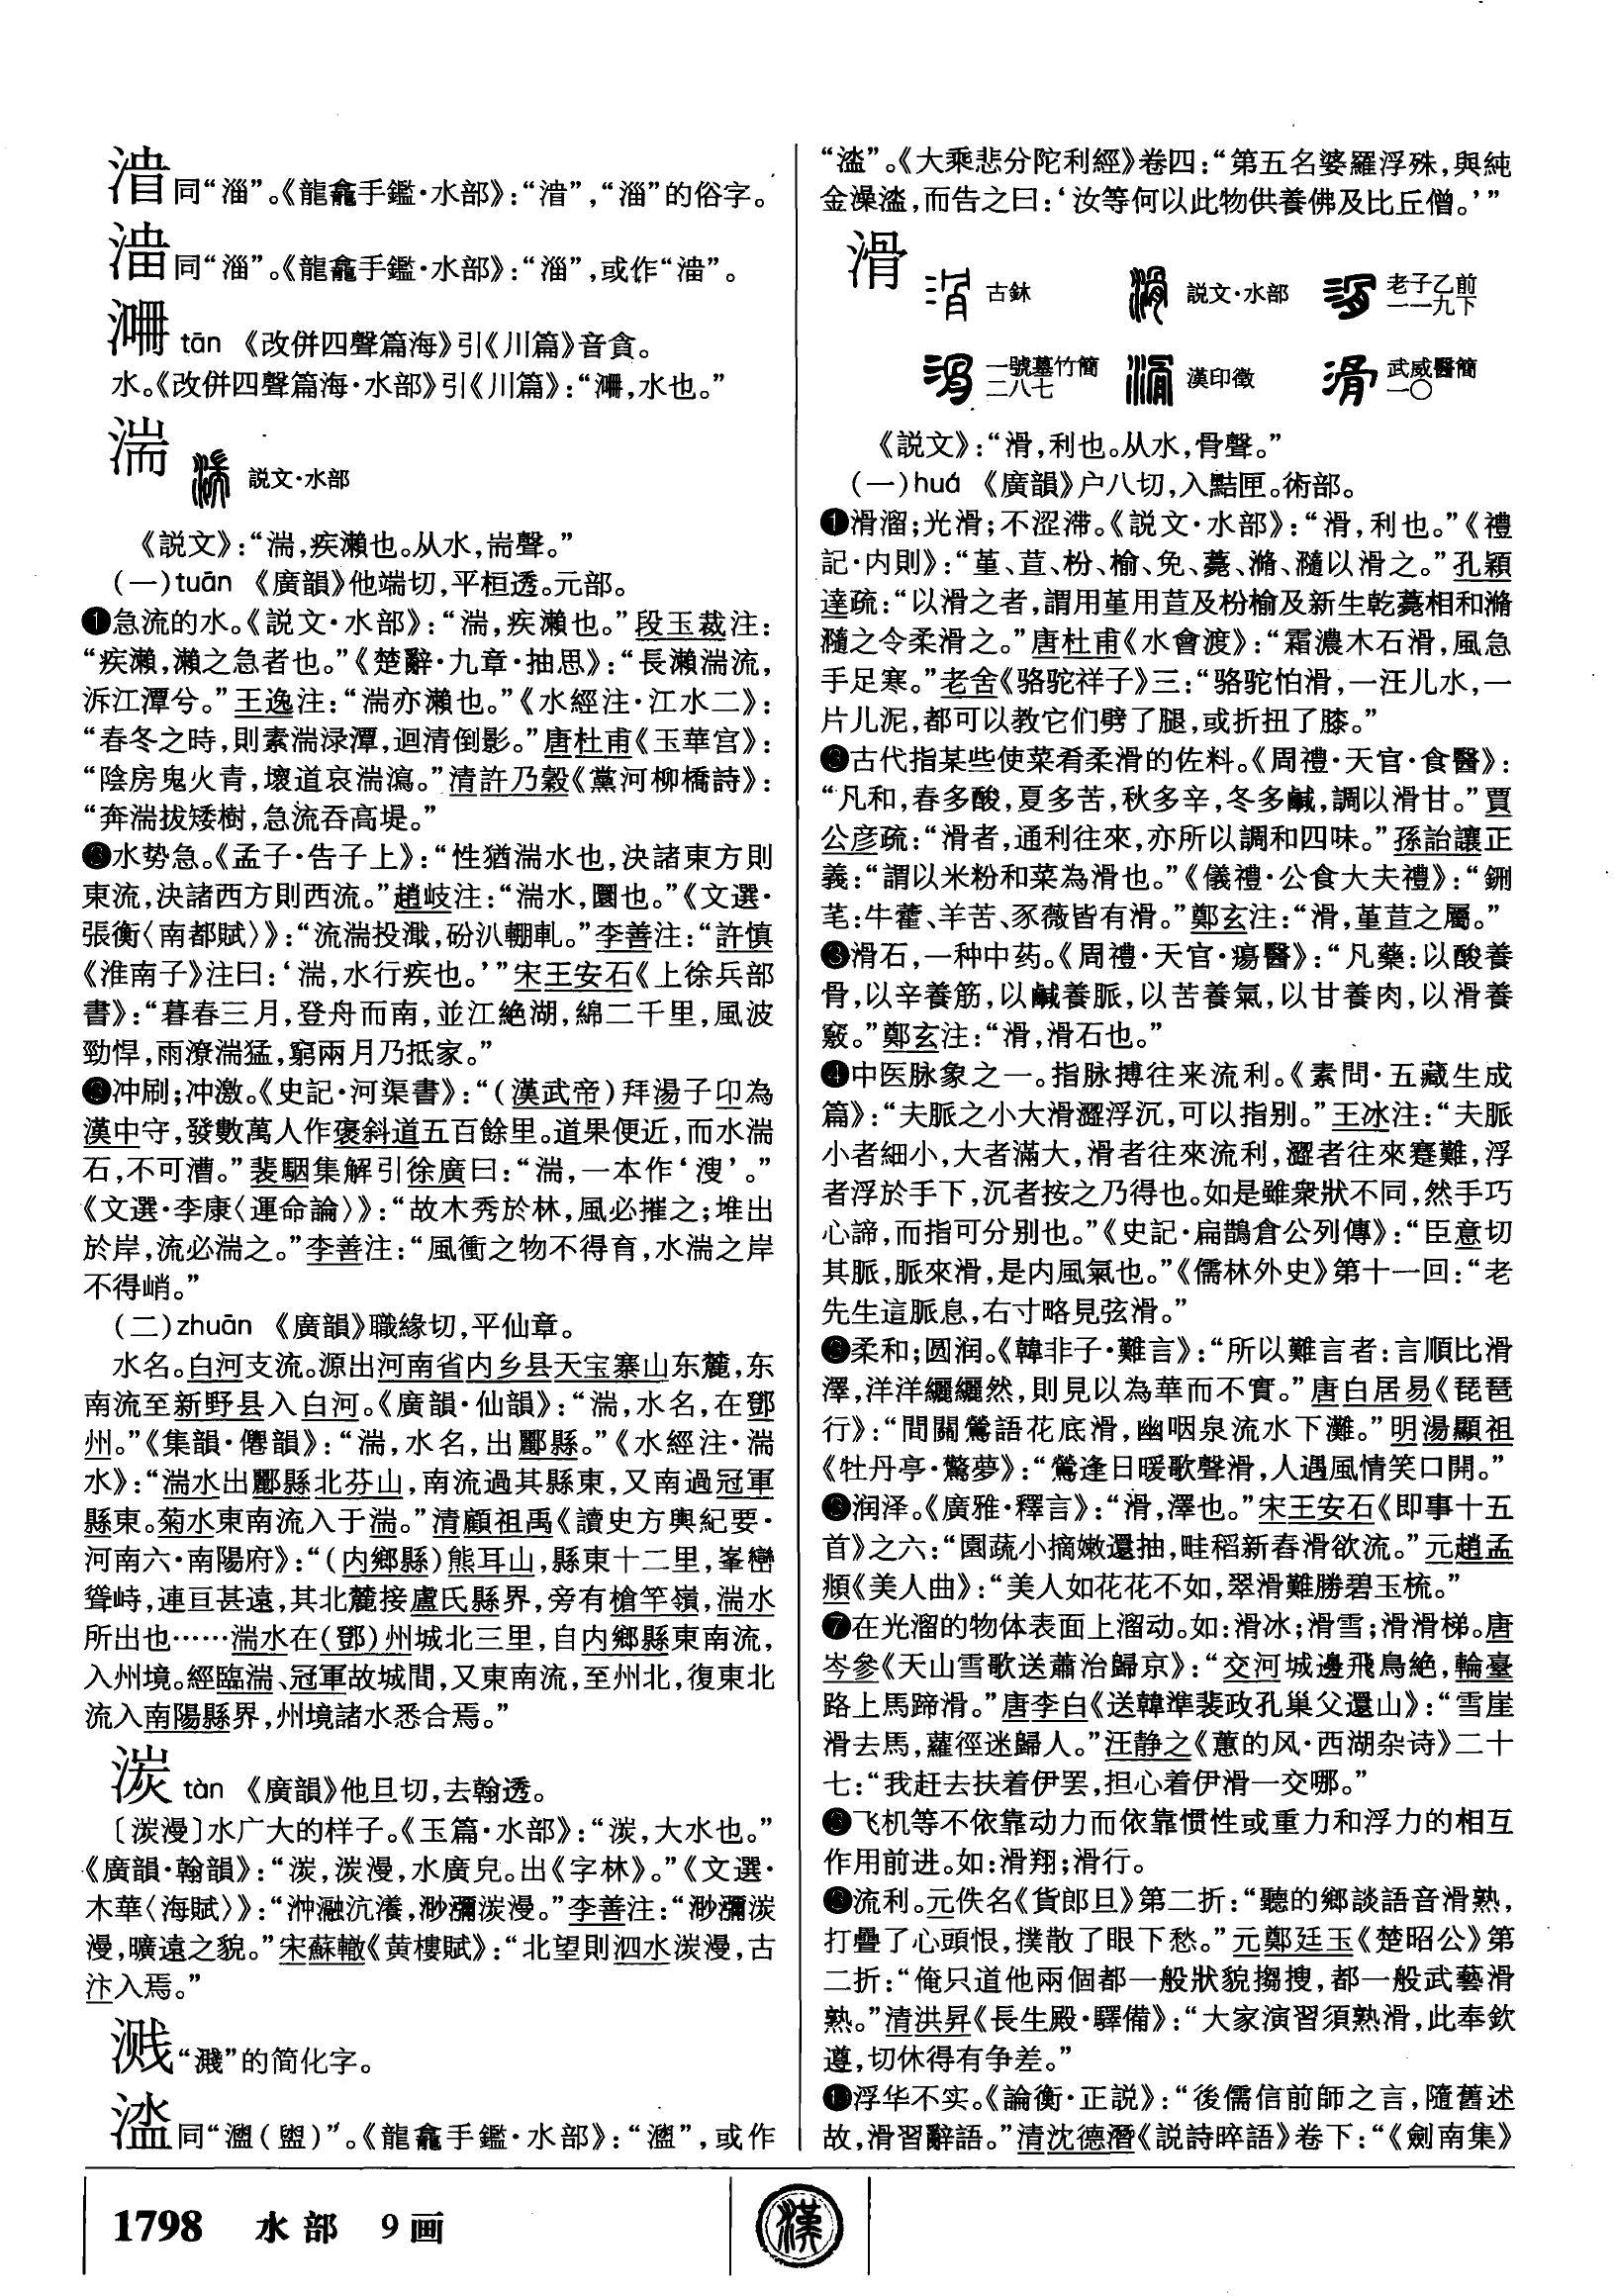 湇同“淄”。《龍龕手鑑·水部》：“湇”，“淄”的俗字。
同“淄”。《龍龕手鑑·水部》：“淄”，或作“”。
tān 《改併四聲篇海》引《川篇》音貪。
水。《改併四聲篇海·水部》引《川篇》：“，水也。”
湍
説文·水部
《説文》：“湍，疾瀨也。从水，耑聲。”
（一）tuān 《廣韻》他端切，平桓透。元部。
❶急流的水。《説文·水部》：“湍，疾瀨也。”段玉裁注：
“疾瀨，瀨之急者也。”《楚辭·九章·抽思》：“長瀨湍流，
泝江潭兮。”王逸注：“湍亦瀨也。”《水經注·江水二》：
“春冬之時，則素湍渌潭，迴清倒影。”唐杜甫《玉華宫》：
“陰房鬼火青，壞道哀湍瀉。”清許乃穀《黨河柳橋詩》：
“奔湍拔矮樹，急流吞高堤。”
❷水势急。《孟子·告子上》：“性猶湍水也，決諸東方則
東流，決諸西方則西流。”趙岐注：“湍水，圜也。”《文選·
張衡〈南都賦〉》：“流湍投濈，砏汃輣軋。”李善注：“許慎
《淮南子》注曰：‘湍，水行疾也。’”宋王安石《上徐兵部
書》：“暮春三月，登舟而南，並江絶湖，綿二千里，風波
勁悍，雨潦湍猛，窮兩月乃抵家。”
❸冲刷；冲激。《史記·河渠書》：“（漢武帝）拜湯子卬為
漢中守，發數萬人作褒斜道五百餘里。道果便近，而水湍
石，不可漕。”裴駰集解引徐廣曰：“湍，一本作‘溲’。”
《文選·李康〈運命論〉》：“故木秀於林，風必摧之；堆出
於岸，流必湍之。”李善注：“風衝之物不得育，水湍之岸
不得峭。”
（二）zhuān 《廣韻》職緣切，平仙章。
水名。白河支流。源出河南省内乡县天宝寨山东麓，东
南流至新野县入白河。《廣韻·仙韻》：“湍，水名，在鄧
州。”《集韻·僊韻》：“湍，水名，出酈縣。”《水經注·湍
水》：“湍水出酈縣北芬山，南流過其縣東，又南過冠軍
縣東。菊水東南流入于湍。”清顧祖禹《讀史方輿紀要·
河南六·南陽府》：“（内鄉縣）熊耳山，縣東十二里，峯巒
聳峙，連亘甚遠，其北麓接盧氏縣界，旁有槍竿嶺，湍水
所出也……湍水在（鄧）州城北三里，自内鄉縣東南流，
入州境。經臨湍、冠軍故城間，又東南流，至州北，復東北
流入南陽縣界，州境諸水悉合焉。”
湠tàn 《廣韻》他旦切，去翰透。
〔湠漫〕水广大的样子。《玉篇·水部》：“湠，大水也。”
《廣韻·翰韻》：“湠，湠漫，水廣皃。出《字林》。”《文選·
木華〈海賦〉》：“沖瀜沆瀁，渺瀰湠漫。”李善注：“渺瀰湠
漫，曠遠之貌。”宋蘇轍《黄樓賦》：“北望則泗水湠漫，古
汴入焉。”
溅“濺”的简化字。
同“（盥）”。《龍龕手鑑·水部》：“”，或作
“”。《大乘悲分陀利經》卷四：“第五名婆羅浮殊，與純
金澡，而告之曰：‘汝等何以此物供養佛及比丘僧。’”
滑
古鉢 説文·水部 老子乙前一一九下
一號墓竹簡二八七 漢印徵 武威醫簡一〇
《説文》：“滑，利也。从水，骨聲。”
（一）huá 《廣韻》户八切，入黠匣。術部。
❶滑溜；光滑；不涩滞。《説文·水部》：“滑，利也。”《禮
記·内則》：“堇、荁、枌、榆、免、薧、滫、瀡以滑之。”孔穎
達疏：“以滑之者，謂用堇用荁及枌榆及新生乾薧相和滫
瀡之令柔滑之。”唐杜甫《水會渡》：“霜濃木石滑，風急
手足寒。”老舍《骆驼祥子》三：“骆驼怕滑，一汪儿水，一
片儿泥，都可以教它们劈了腿，或折扭了膝。”
❷古代指某些使菜肴柔滑的佐料。《周禮·天官·食醫》：
“凡和，春多酸，夏多苦，秋多辛，冬多鹹，調以滑甘。”賈
公彦疏：“滑者，通利往來，亦所以調和四味。”孫詒讓正
義：“謂以米粉和菜為滑也。”《儀禮·公食大夫禮》：“鉶
芼：牛藿、羊苦、豕薇皆有滑。”鄭玄注：“滑，堇荁之屬。”
❸滑石，一种中药。《周禮·天官·瘍醫》：“凡藥：以酸養
骨，以辛養筋，以鹹養脈，以苦養氣，以甘養肉，以滑養
竅。”鄭玄注：“滑，滑石也。”
❹中医脉象之一。指脉搏往来流利。《素問·五藏生成
篇》：“夫脈之小大滑澀浮沉，可以指别。”王冰注：“夫脈
小者細小，大者滿大，滑者往來流利，澀者往來蹇難，浮
者浮於手下，沉者按之乃得也。如是雖衆狀不同，然手巧
心諦，而指可分别也。”《史記·扁鵲倉公列傳》：“臣意切
其脈，脈來滑，是内風氣也。”《儒林外史》第十一回：“老
先生這脈息，右寸略見弦滑。”
❺柔和；圆润。《韓非子·難言》：“所以難言者：言順比滑
澤，洋洋纚纚然，則見以為華而不實。”唐白居易《琵琶
行》：“間關鶯語花底滑，幽咽泉流水下灘。”明湯顯祖
《牡丹亭·驚夢》：“鶯逢日暖歌聲滑，人遇風情笑口開。”
❻润泽。《廣雅·釋言》：“滑，澤也。”宋王安石《即事十五
首》之六：“園蔬小摘嫩還抽，畦稻新舂滑欲流。”元趙孟
頫《美人曲》：“美人如花花不如，翠滑難勝碧玉梳。”
❼在光溜的物体表面上溜动。如：滑冰；滑雪；滑滑梯。唐
岑參《天山雪歌送蕭治歸京》：“交河城邊飛鳥絶，輪臺
路上馬蹄滑。”唐李白《送韓準裴政孔巢父還山》：“雪崖
滑去馬，蘿徑迷歸人。”汪静之《蕙的风·西湖杂诗》二十
七：“我赶去扶着伊罢，担心着伊滑一交哪。”
❽飞机等不依靠动力而依靠惯性或重力和浮力的相互
作用前进。如：滑翔；滑行。
❾流利。元佚名《貨郎旦》第二折：“聽的鄉談語音滑熟，
打疊了心頭恨，撲散了眼下愁。”元鄭廷玉《楚昭公》第
二折：“俺只道他兩個都一般狀貌搊搜，都一般武藝滑
熟。”清洪昇《長生殿·驛備》：“大家演習須熟滑，此奉欽
遵，切休得有争差。”
❿浮华不实。《論衡·正説》：“後儒信前師之言，隨舊述
故，滑習辭語。”清沈德潛《説詩晬語》卷下：“《劍南集》
1798 水部 9画
漢